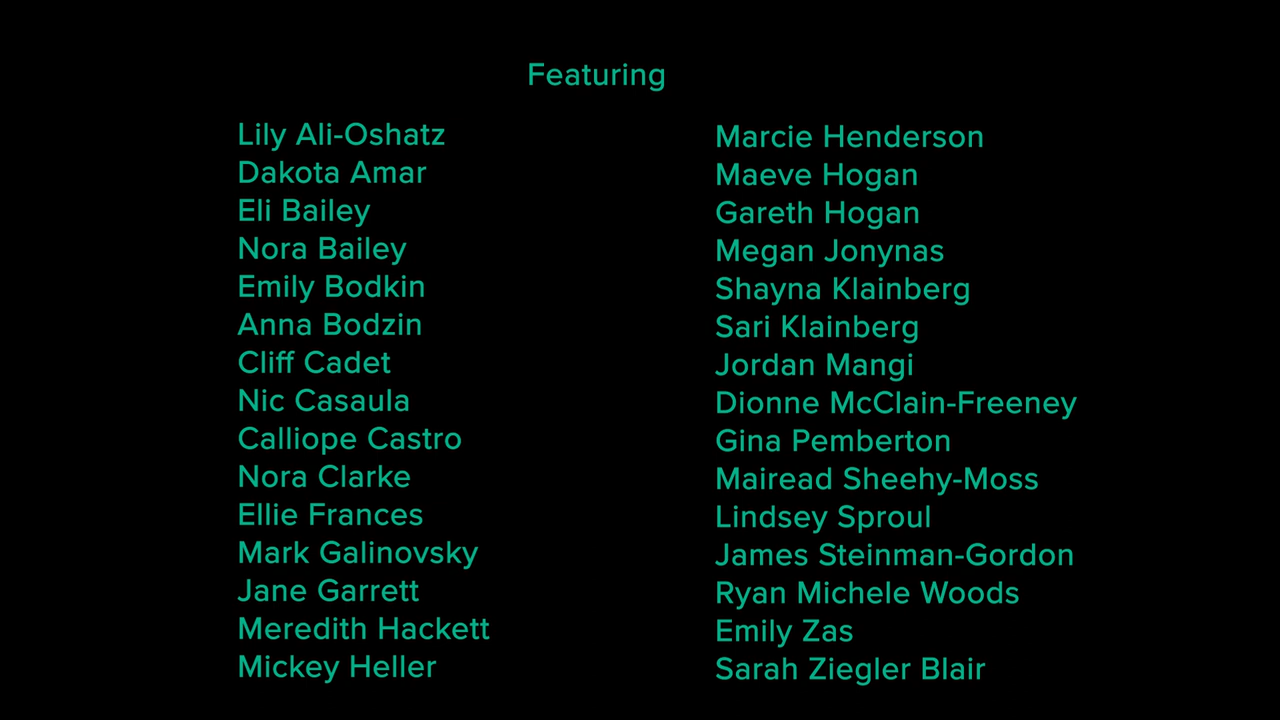 Featuring
Lily Ali-Oshatz
Dakota Amar
Eli Bailey
Nora Bailey
Emily Bodkin
Anna Bodzin
Cliff Cadet
Nic Casaula
Calliope Castro
Nora Clarke
Ellie Frances
Mark Galinovsky
Jane Garrett
Meredith Hackett
Mickey Heller
Marcie Henderson
Maeve Hogan
Gareth Hogan
Megan Jonynas
Shayna Klainberg
Sari Klainberg
Jordan Mangi
Dionne McClain-Freeney
Gina Pemberton
Mairead Sheehy-Moss
Lindsey Sproul
James Steinman-Gordon
Ryan Michele Woods
Emily Zas
Sarah Ziegler Blair